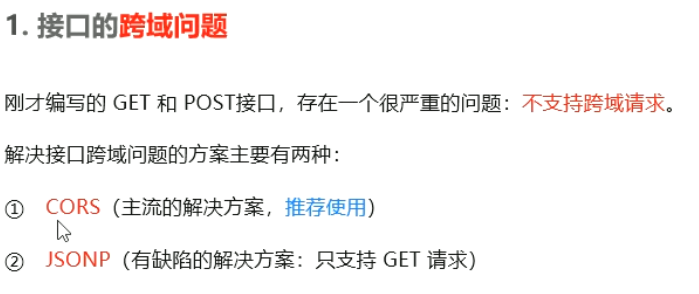 1. 接口的跨域问题
刚才编写的 GET 和 POST接口，存在一个很严重的问题：不支持跨域请求。
解决接口跨域问题的方案主要有两种：
① CORS（主流的解决方案，推荐使用）
② JSONP（有缺陷的解决方案：只支持 GET 请求）